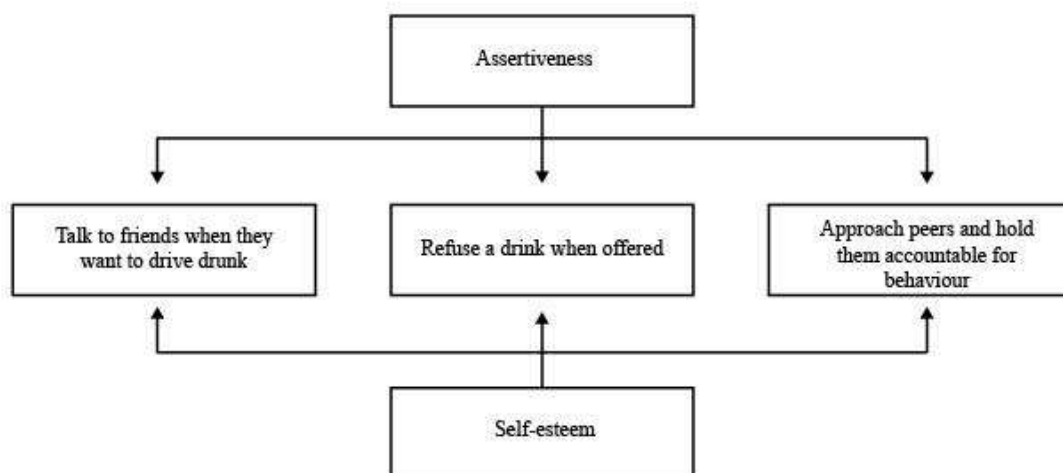 Assertiveness
Talk to friends when they
want to drive drunk
Refuse a drink when offered
Approach peers and hold
them accountable for
behaviour
Self-esteem